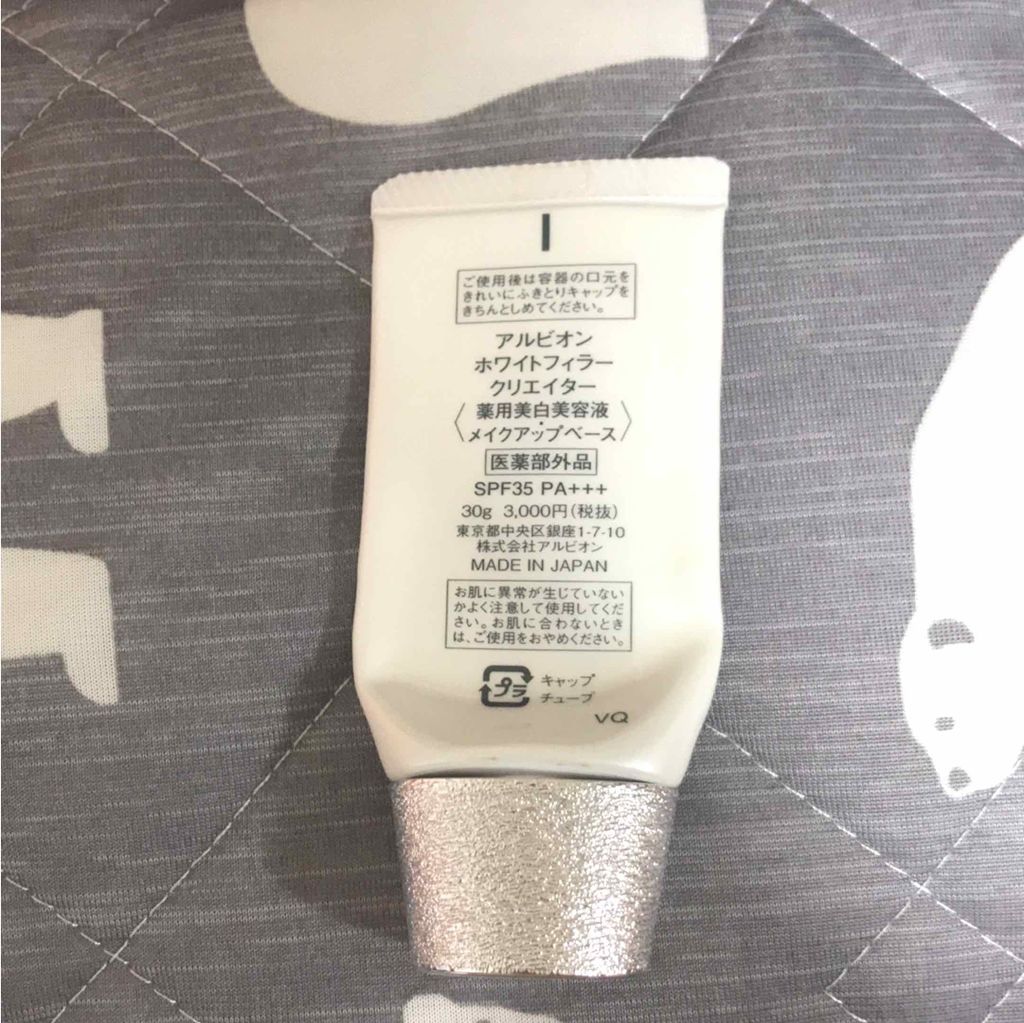 ご使用後は容器の口元を
きれいにふきとりキャップを
きちんとしめてください。
アルビオン
ホワイトフィラー
クリエイター
〈薬用美白美容液・
メイクアップベース〉
医薬部外品
SPF35 PA+++
30g 3,000円(税抜)
東京都中央区銀座1-7-10
株式会社アルビオン
MADE IN JAPAN
お肌に異常が生じていない
かよく注意して使用してくだ
さい。お肌に合わないとき
は、ご使用をおやめください。
プラ キャップ
チューブ
VQ